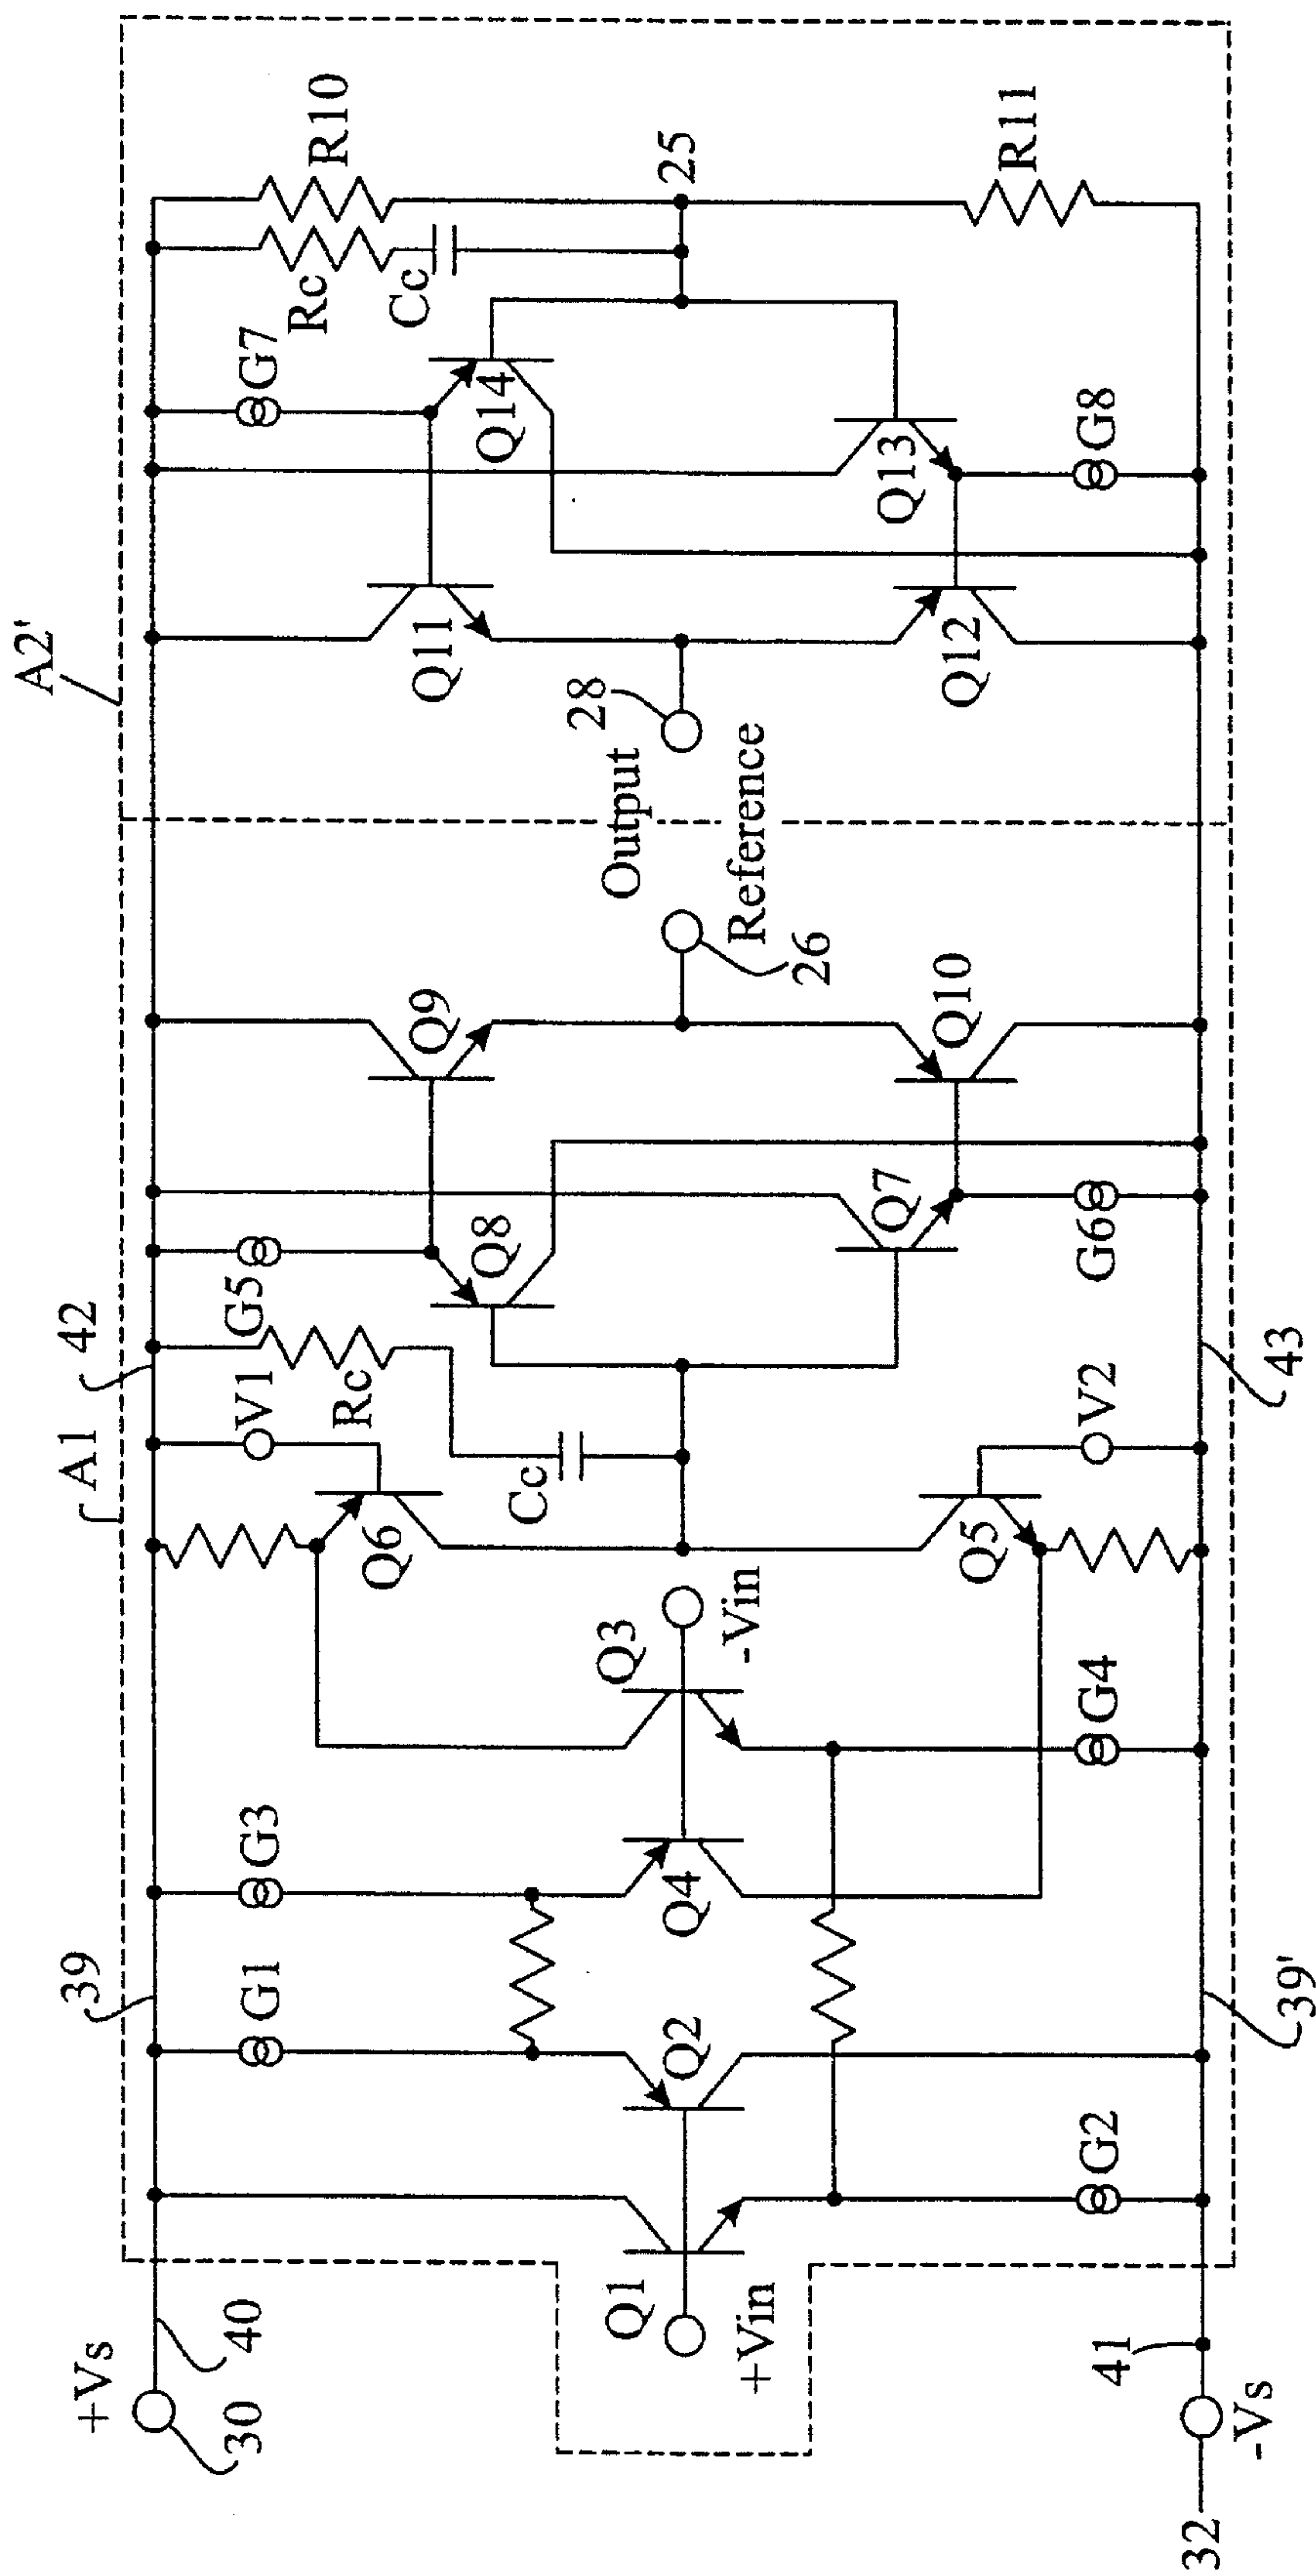 A1
42
A2'
39
+Vs
40
30
G1
G3
V1
G5
G7
R10
Rc
Rc
Cc
Q6
Cc
Q8
Q9
Q11
Q14
Q1
+Vin
Q2
Q4
Q3
-Vin
26
Output
Reference
28
25
Q5
Q7
Q10
Q12
Q13
R11
41
G2
G4
V2
G6
G8
32
-Vs
39'
43